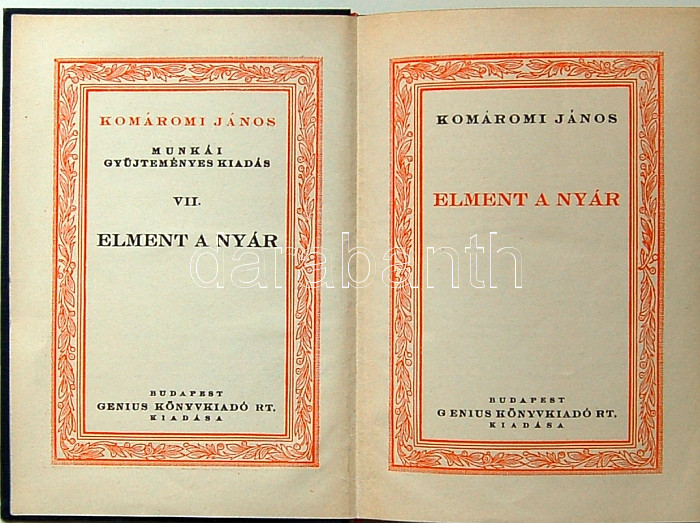 KOMÁROMI JÁNOS
MUNKÁI
GYŰJTEMÉNYES KIADÁS
VII.
ELMENT A NYÁR
BUDAPEST
GENIUS KÖNYVKIADÓ RT.
KIADÁSA
KOMÁROMI JÁNOS
ELMENT A NYÁR
BUDAPEST
GENIUS KÖNYVKIADÓ RT.
KIADÁSA
darabanth